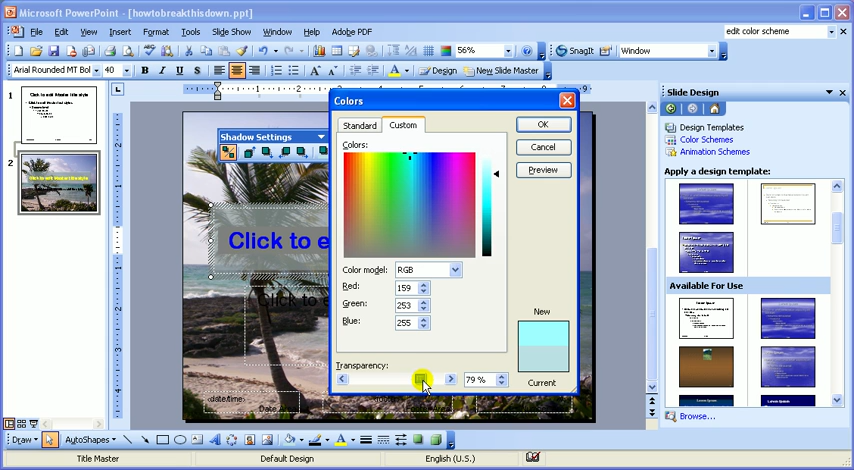 Microsoft PowerPoint - [howtobreakthisdown.ppt]
File Edit View Insert Format Tools Slide Show Window Help Adobe PDF
edit color scheme
56%
SnagIt Window
Arial Rounded MT Bol 40 B I U S
Design New Slide Master
1
Click to edit Master title style
2
Shadow Settings
Click to e
Click to e
date/time
Colors
Standard Custom
OK
Cancel
Preview
Colors:
Color model: RGB
Red: 159
Green: 253
Blue: 255
New
Current
Transparency:
79 %
Slide Design
Design Templates
Color Schemes
Animation Schemes
Apply a design template:
Available For Use
Browse...
Draw AutoShapes
Title Master Default Design English (U.S.)